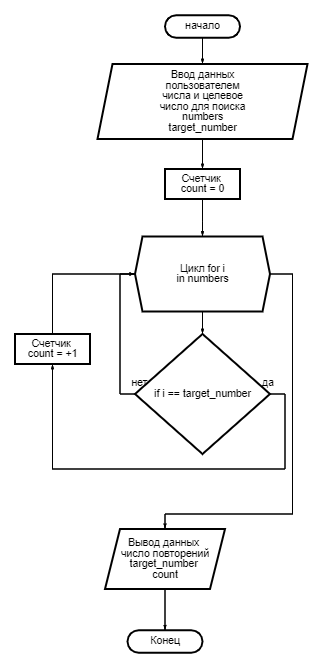 начало
Ввод данных
пользователем
числа и целевое
число для поиска
numbers
target_number
Счетчик
count = 0
Цикл for i
in numbers
Счетчик
count = +1
нет
да
if i == target_number
Вывод данных
число повторений
target_number
count
Конец